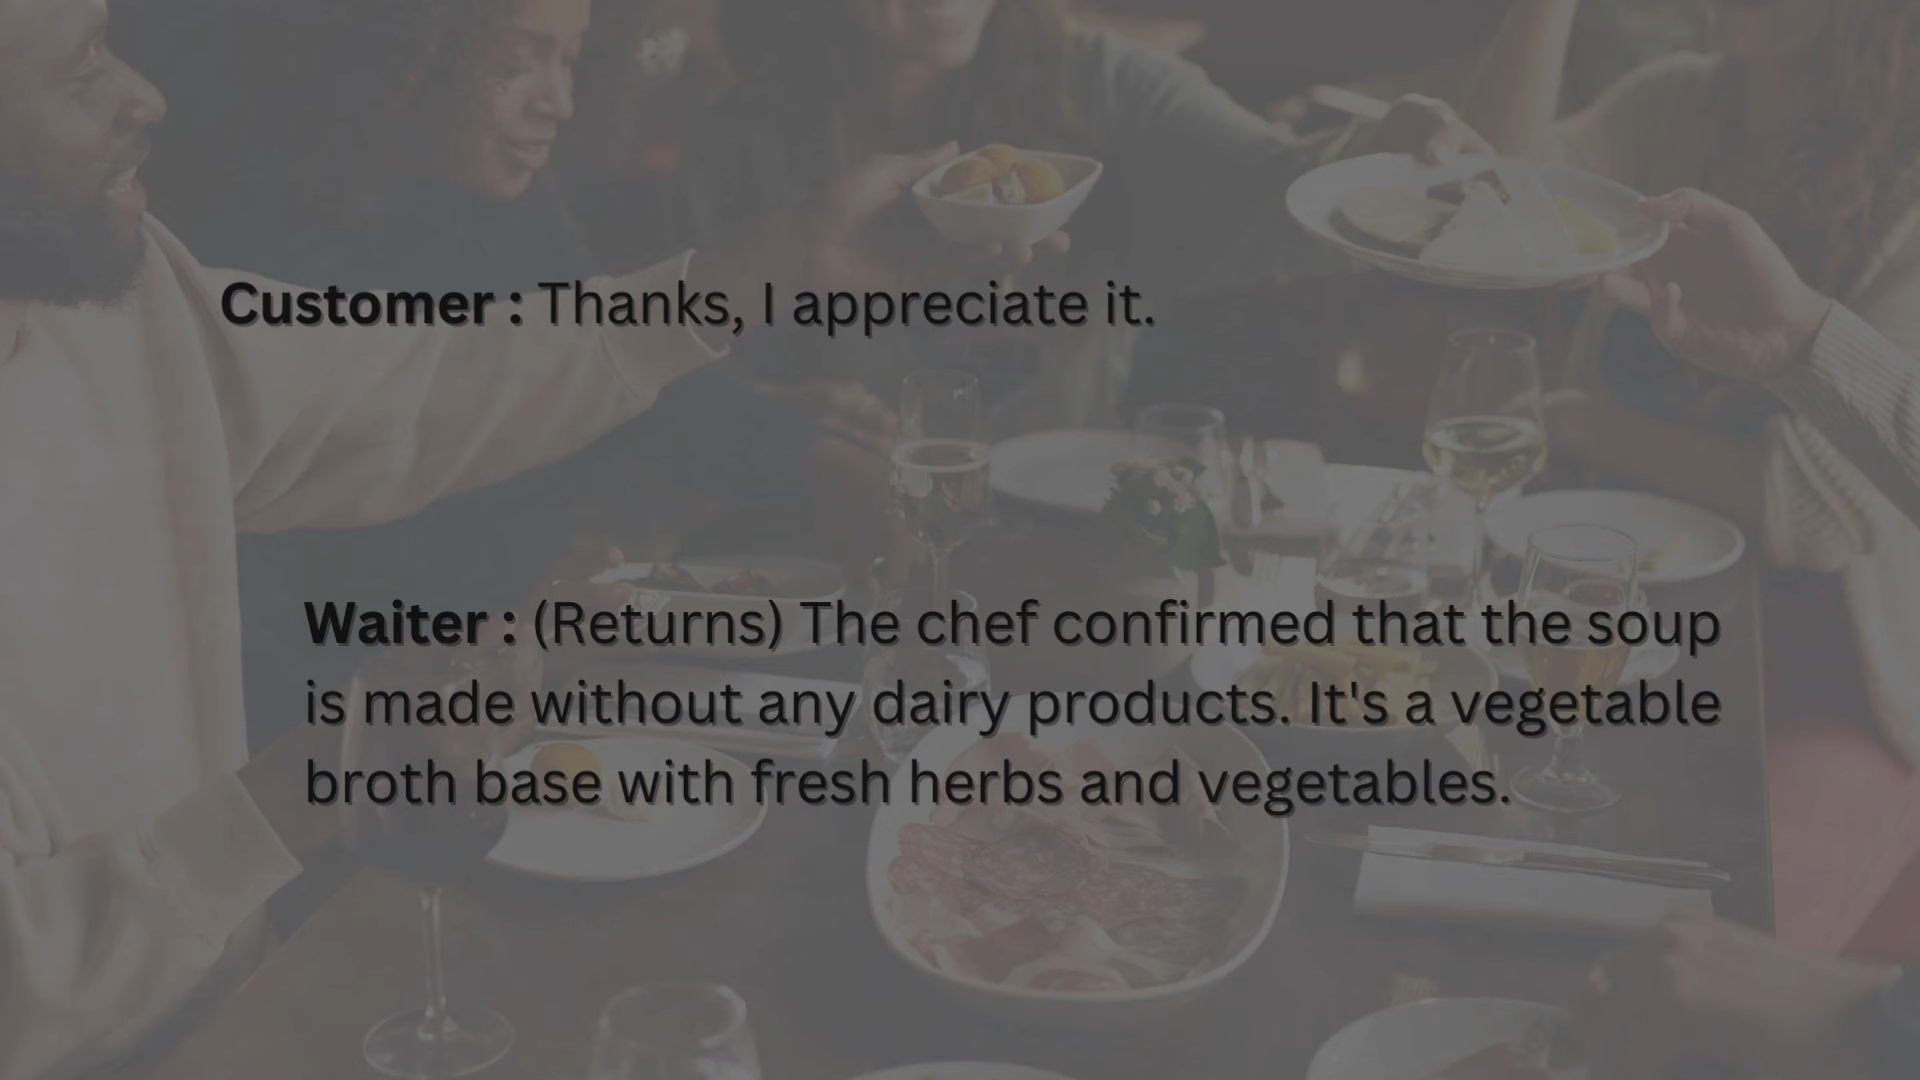 Customer : Thanks, I appreciate it.
Waiter : (Returns) The chef confirmed that the soup
is made without any dairy products. It's a vegetable
broth base with fresh herbs and vegetables.